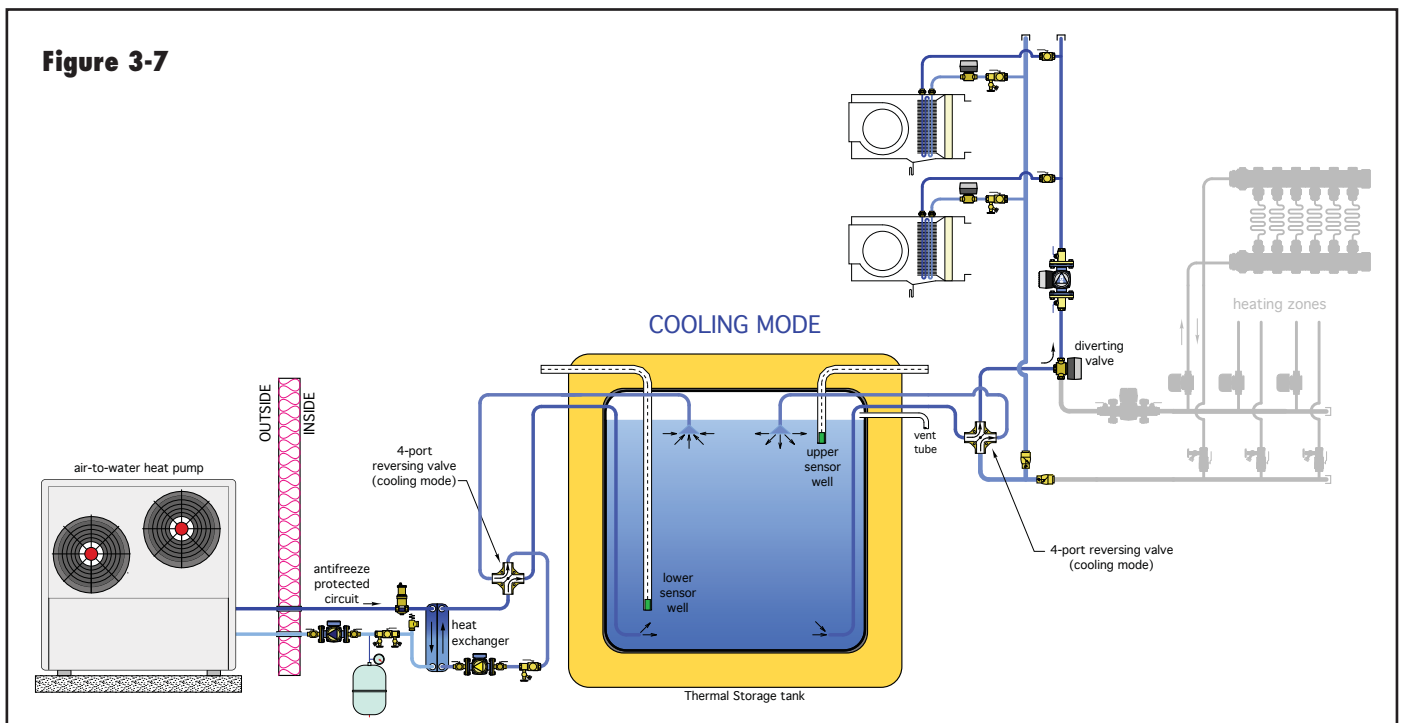 Figure 3-7
COOLING MODE
heating zones
diverting
valve
OUTSIDE
INSIDE
air-to-water heat pump
4-port
reversing valve
(cooling mode)
antifreeze
protected
circuit
heat
exchanger
lower
sensor
well
upper
sensor
well
vent
tube
4-port reversing valve
(cooling mode)
Thermal Storage tank